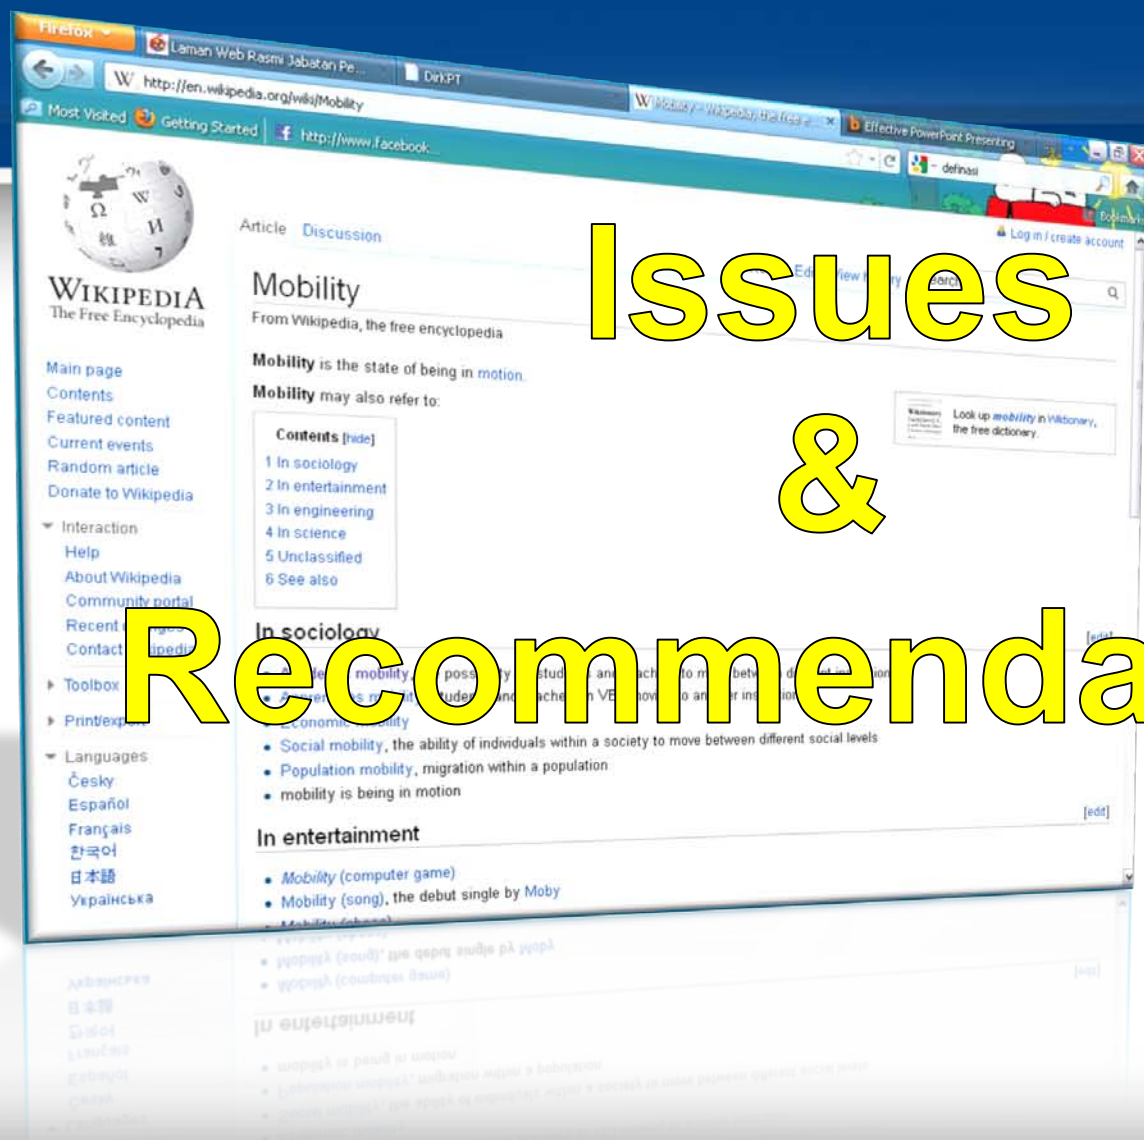 Firefox
Laman Web Rasmi Jabatan Pe...
DirKPT
Mobility - Wikipedia, the free e...
Effective PowerPoint Presenting
http://en.wikipedia.org/wiki/Mobility
definasi
Most Visited
Getting Started
http://www.facebook...
Bookmarks
Log in / create account
Article
Discussion
View
WIKIPEDIA
The Free Encyclopedia
Main page
Contents
Featured content
Current events
Random article
Donate to Wikipedia
Interaction
Help
About Wikipedia
Community portal
Recent
Contact
Toolbox
Languages
Česky
Español
Français
한국어
日本語
Українська
Mobility
From Wikipedia, the free encyclopedia
Mobility is the state of being in motion.
Mobility may also refer to:
Look up mobility in Wiktionary,
the free dictionary.
Contents [hide]
1 In sociology
2 In entertainment
3 In engineering
4 In science
5 Unclassified
6 See also
In sociology
[edit]
mobility,
Economic mobility
Social mobility, the ability of individuals within a society to move between different social levels
Population mobility, migration within a population
mobility is being in motion
In entertainment
[edit]
Mobility (computer game)
Mobility (song), the debut single by Moby
Issues
&
Recommenda